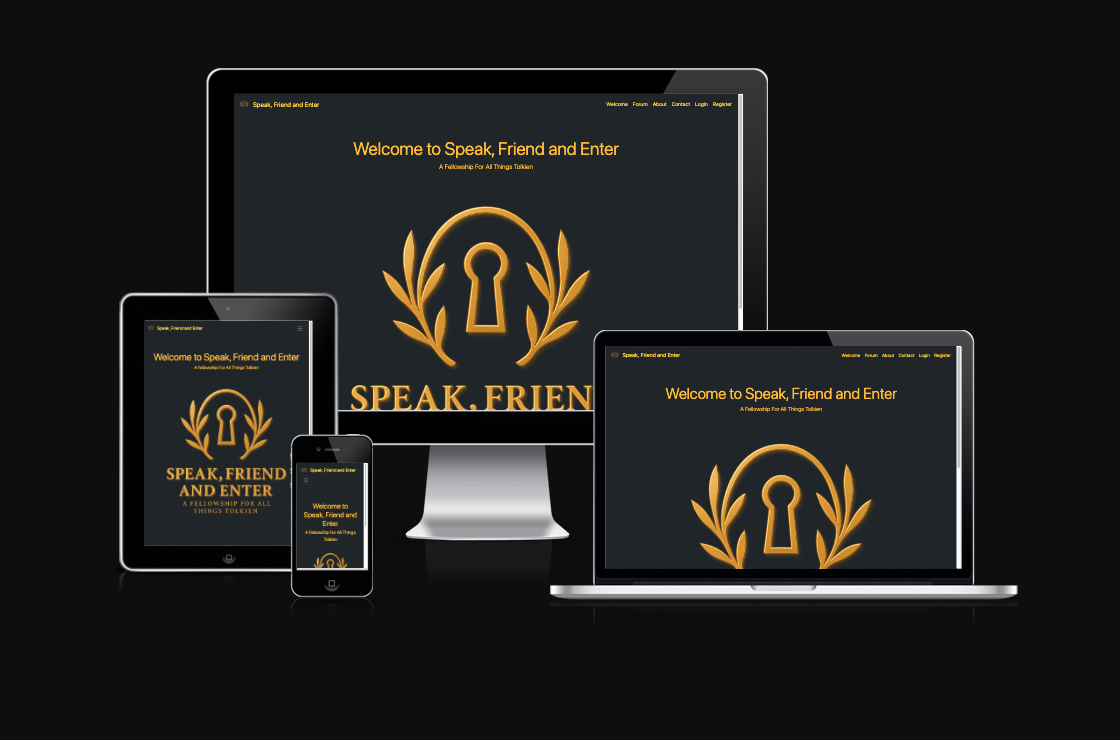 Speak, Friend and Enter
Welcome Forum About Contact Login Register
Welcome to Speak, Friend and Enter
A Fellowship For All Things Tolkien
SPEAK, FRIEN
Speak, Friend and Enter
Welcome to Speak, Friend and Enter
A Fellowship For All Things Tolkien
SPEAK, FRIEND
AND ENTER
A FELLOWSHIP FOR ALL
THINGS TOLKIEN
Speak, Friend and Enter
Welcome to
Speak, Friend and
Enter
A Fellowship For All Things
Tolkien
Speak, Friend and Enter
Welcome Forum About Contact Login Register
Welcome to Speak, Friend and Enter
A Fellowship For All Things Tolkien